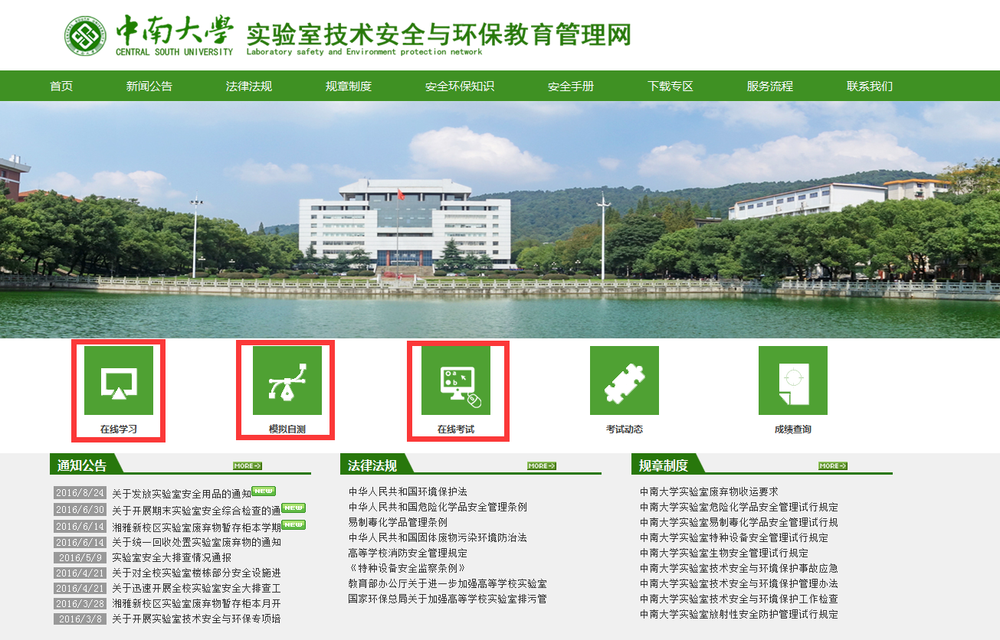 中南大學
CENTRAL SOUTH UNIVERSITY
实验室技术安全与环保教育管理网
Laboratory safety and Environment protection network
首页 新闻公告 法律法规 规章制度 安全环保知识 安全手册 下载专区 服务流程 联系我们
在线学习 模拟自测 在线考试 考试动态 成绩查询
通知公告 MORE
2016/8/24 关于发放实验室安全用品的通知 NEW
2016/6/30 关于开展期末实验室安全综合检查的通 NEW
2016/6/14 湘雅新校区实验室废弃物暂存柜本学期 NEW
2016/6/14 关于统一回收处置实验室废弃物的通知
2016/5/9 实验室安全大排查情况通报
2016/4/21 关于对全校实验室楼栋部分安全设施进
2016/4/21 关于迅速开展全校实验室安全大排查工
2016/3/28 湘雅新校区实验室废弃物暂存柜本月开
2016/3/8 关于开展实验室技术安全与环保专项培
法律法规 MORE
中华人民共和国环境保护法
中华人民共和国危险化学品安全管理条例
易制毒化学品管理条例
中华人民共和国固体废物污染环境防治法
高等学校消防安全管理规定
《特种设备安全监察条例》
教育部办公厅关于进一步加强高等学校实验室
国家环保总局关于加强高等学校实验室排污管
规章制度 MORE
中南大学实验室废弃物收运要求
中南大学实验室危险化学品安全管理试行规定
中南大学实验室易制毒化学品安全管理试行规
中南大学实验室特种设备安全管理试行规定
中南大学实验室生物安全管理试行规定
中南大学实验室技术安全与环境保护事故应急
中南大学实验室技术安全与环境保护管理办法
中南大学实验室技术安全与环境保护工作检查
中南大学实验室放射性安全防护管理试行规定